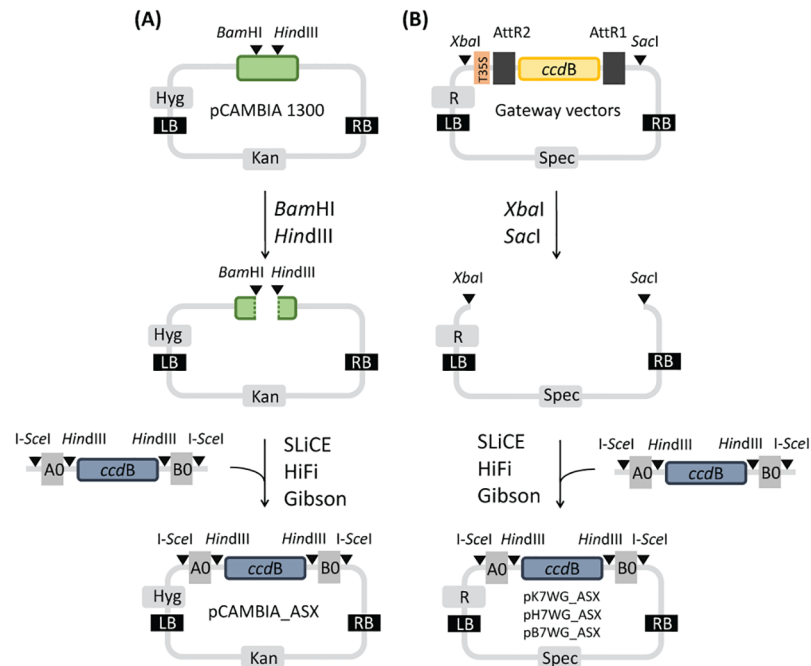 (A)
BamHI HindIII
Hyg
LB
pCAMBIA 1300
RB
Kan
BamHI
HindIII
BamHI HindIII
Hyg
LB
RB
Kan
I-SceI HindIII HindIII I-SceI
A0 ccdB B0
SLiCE
HiFi
Gibson
I-SceI HindIII HindIII I-SceI
A0 ccdB B0
Hyg
pCAMBIA_ASX
LB
RB
Kan
(B)
AttR2 AttR1
XbaI SacI
T35S
ccdB
R
Gateway vectors
LB
RB
Spec
XbaI
SacI
XbaI
SacI
R
LB
RB
Spec
SLiCE
HiFi
Gibson
I-SceI HindIII HindIII I-SceI
A0 ccdB B0
I-SceI HindIII HindIII I-SceI
A0 ccdB B0
R
pK7WG_ASX
pH7WG_ASX
pB7WG_ASX
LB
RB
Spec